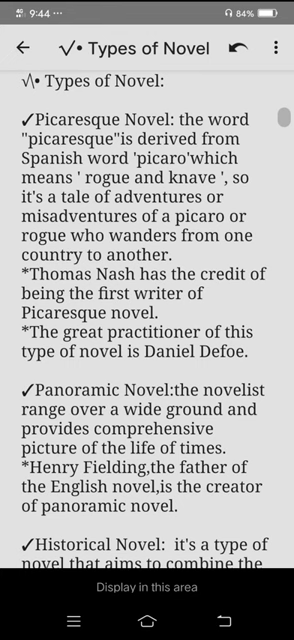 4G 9:44 ... 84%
← √• Types of Novel
√\• Types of Novel:
✓Picaresque Novel: the word
"picaresque"is derived from
Spanish word 'picaro'which
means ' rogue and knave ', so
it's a tale of adventures or
misadventures of a picaro or
rogue who wanders from one
country to another.
*Thomas Nash has the credit of
being the first writer of
Picaresque novel.
*The great practitioner of this
type of novel is Daniel Defoe.
✓Panoramic Novel:the novelist
range over a wide ground and
provides comprehensive
picture of the life of times.
*Henry Fielding,the father of
the English novel,is the creator
of panoramic novel.
✓Historical Novel:  it's a type of
novel that aims to combine the
Display in this area